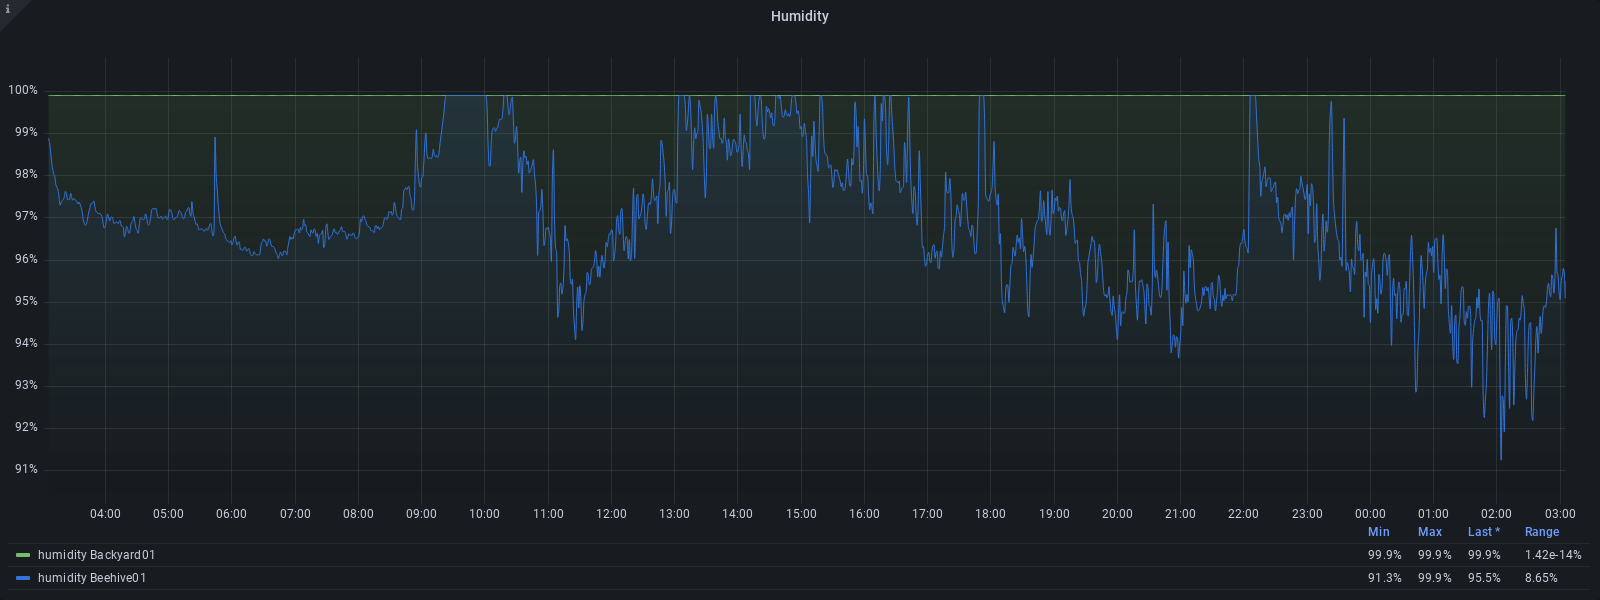 i
Humidity
100%
99%
98%
97%
96%
95%
94%
93%
92%
91%
04:00 05:00 06:00 07:00 08:00 09:00 10:00 11:00 12:00 13:00 14:00 15:00 16:00 17:00 18:00 19:00 20:00 21:00 22:00 23:00 00:00 01:00 02:00 03:00
Min Max Last * Range
humidity Backyard01 99.9% 99.9% 99.9% 1.42e-14%
humidity Beehive01 91.3% 99.9% 95.5% 8.65%